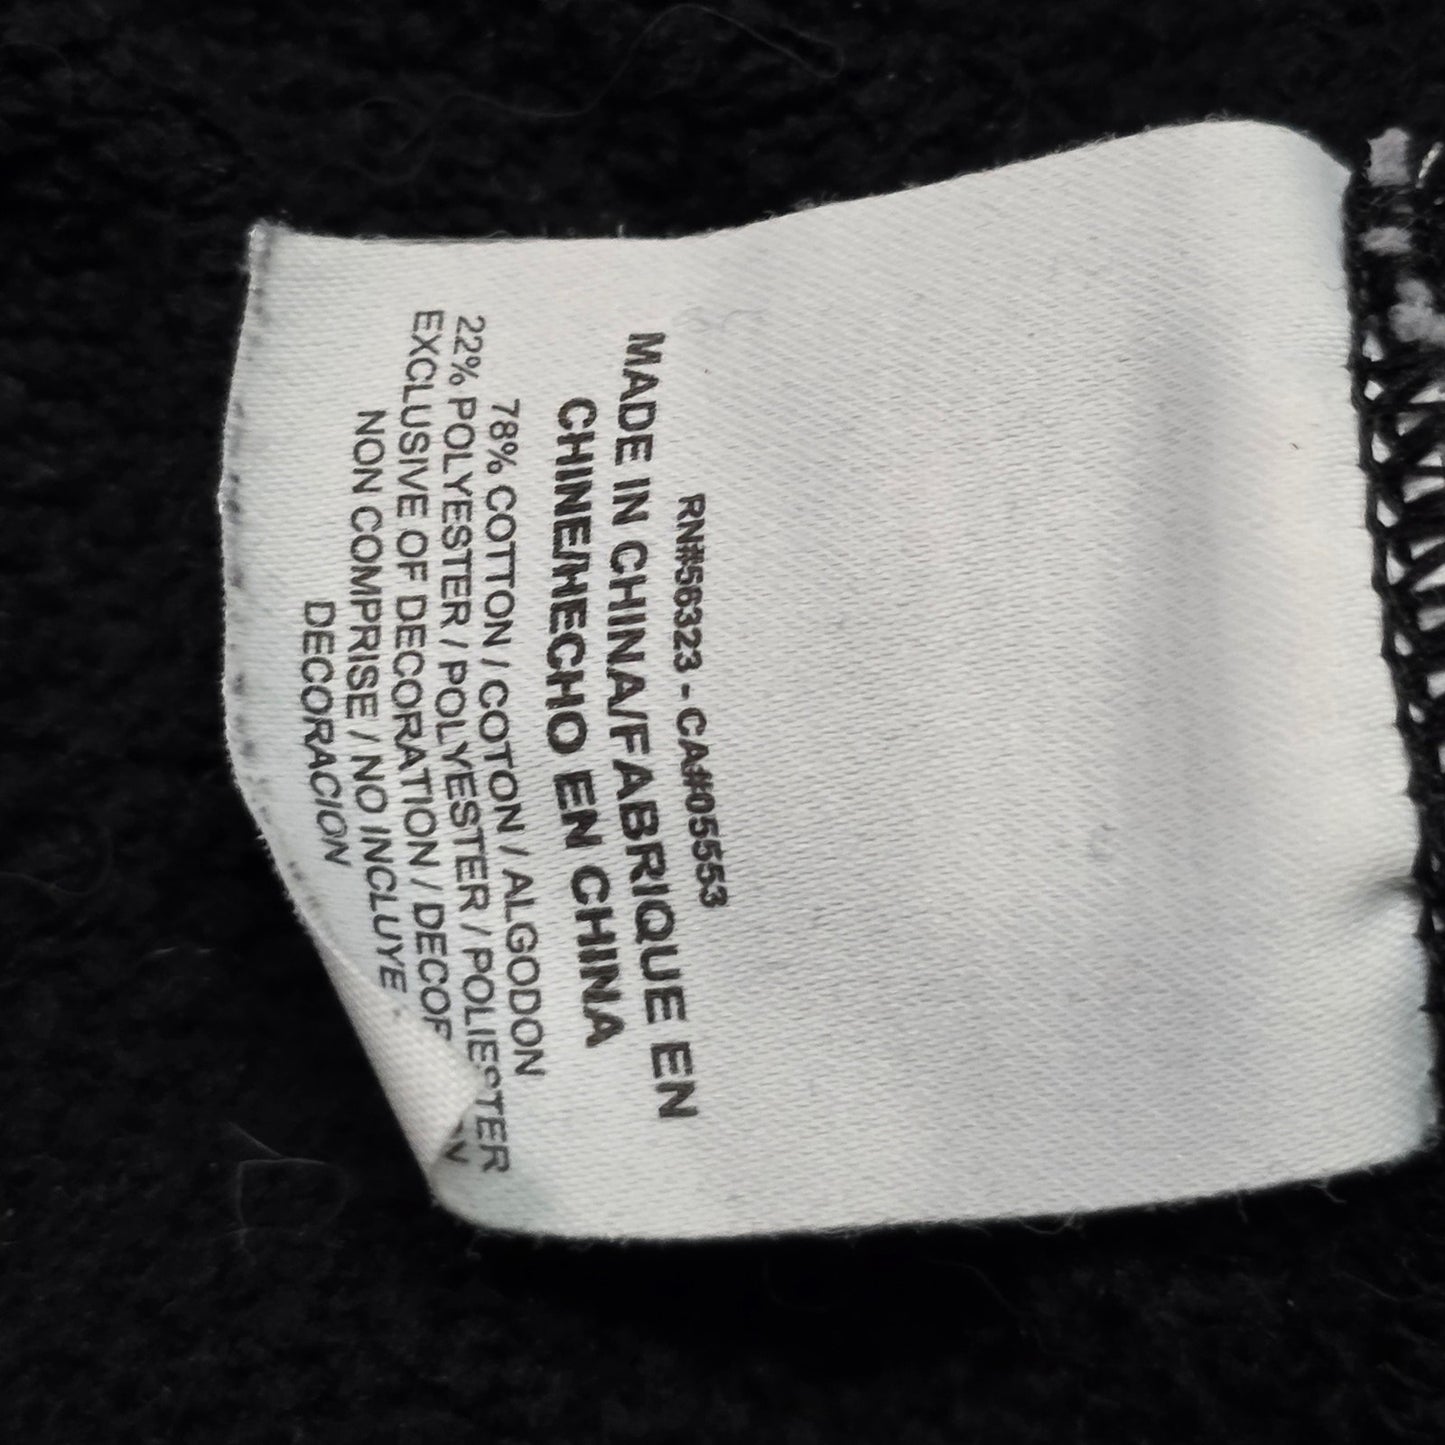 RN#56323 - CA#05553
MADE IN CHINA/FABRIQUE EN
CHINE/HECHO EN CHINA
78% COTTON / COTON / ALGODON
22% POLYESTER / POLYESTER / POLIESTER
EXCLUSIVE OF DECORATION /
NON COMPRISE / NO INCLUYE
DECORACION